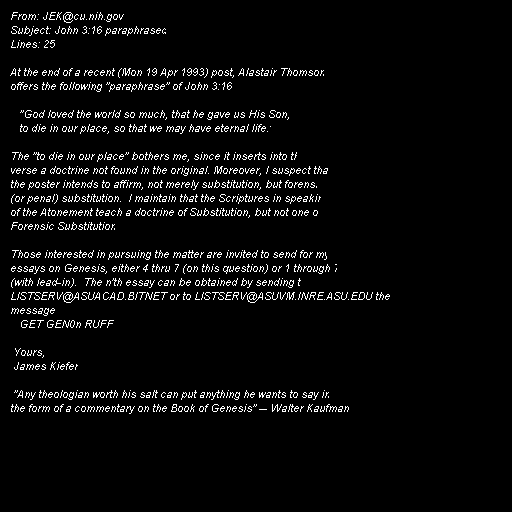 From: JEK@cu.nih.gov
Subject: John 3:16 paraphrased
Lines: 25
At the end of a recent (Mon 19 Apr 1993) post, Alastair Thomson
offers the following "paraphrase" of John 3:16
"God loved the world so much, that he gave us His Son,
to die in our place, so that we may have eternal life."
The "to die in our place" bothers me, since it inserts into th
verse a doctrine not found in the original. Moreover, I suspect tha
the poster intends to affirm, not merely substitution, but forens
(or penal) substitution. I maintain that the Scriptures in speakin
of the Atonement teach a doctrine of Substitution, but not one o
Forensic Substitution
Those interested in pursuing the matter are invited to send for my
essays on Genesis, either 4 thru 7 (on this question) or 1 through 7
(with lead-in). The n'th essay can be obtained by sending t
LISTSERV@ASUACAD.BITNET or to LISTSERV@ASUVM.INRE.ASU.EDU the
message
GET GEN0n RUFF
Yours,
James Kiefer
"Any theologian worth his salt can put anything he wants to say in
the form of a commentary on the Book of Genesis" -- Walter Kaufman